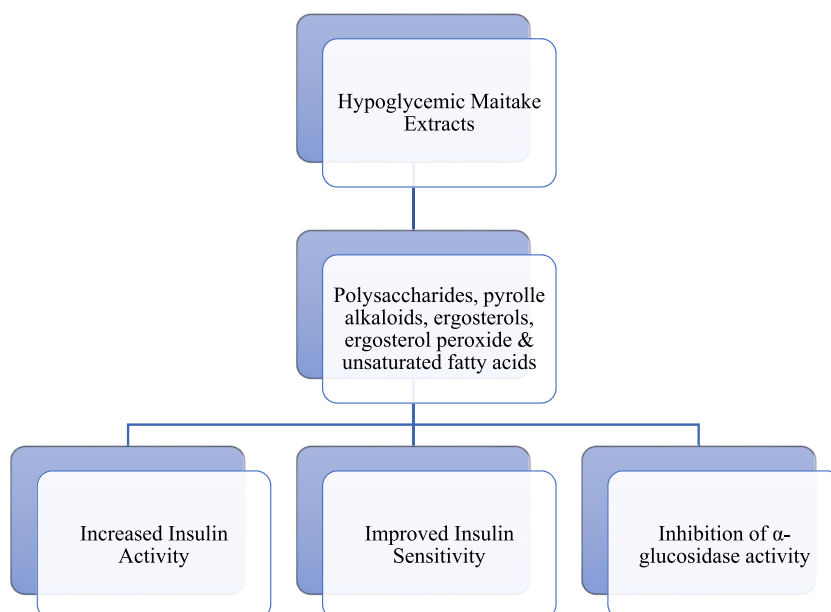 Hypoglycemic Maitake
Extracts
Polysaccharides, pyrolle
alkaloids, ergosterols,
ergosterol peroxide &
unsaturated fatty acids
Increased Insulin
Activity
Improved Insulin
Sensitivity
Inhibition of α-
glucosidase activity